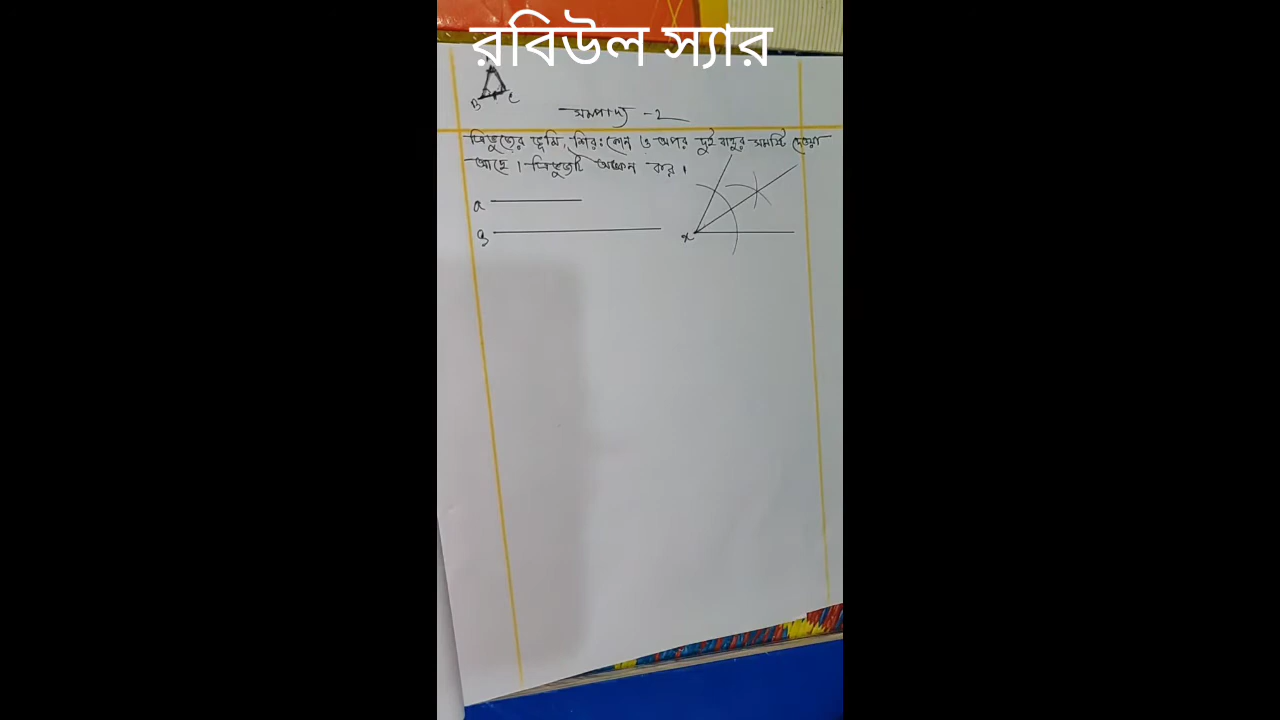 রবিউল স্যার
B C
সম্পাদ্য - ২
ত্রিভুজের ভূমি, শিরঃকোণ ও অপর দুই বাহুর সমষ্টি দেওয়া
আছে। ত্রিভুজটি অঙ্কন কর।
a
s
x